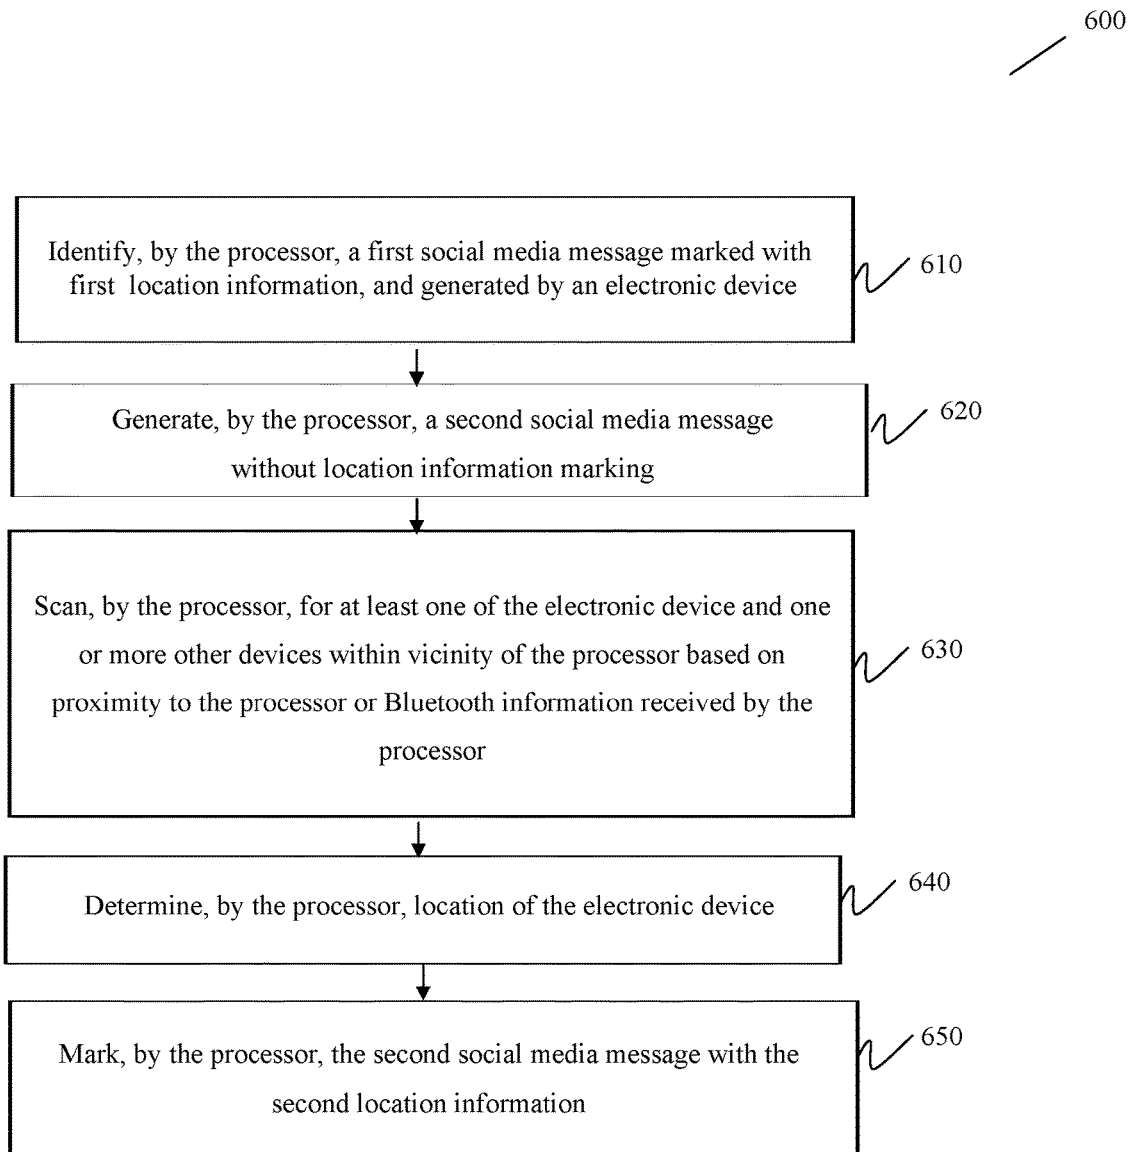 600
Identify, by the processor, a first social media message marked with
first location information, and generated by an electronic device
610
Generate, by the processor, a second social media message
without location information marking
620
Scan, by the processor, for at least one of the electronic device and one
or more other devices within vicinity of the processor based on
proximity to the processor or Bluetooth information received by the
processor
630
Determine, by the processor, location of the electronic device
640
Mark, by the processor, the second social media message with the
second location information
650